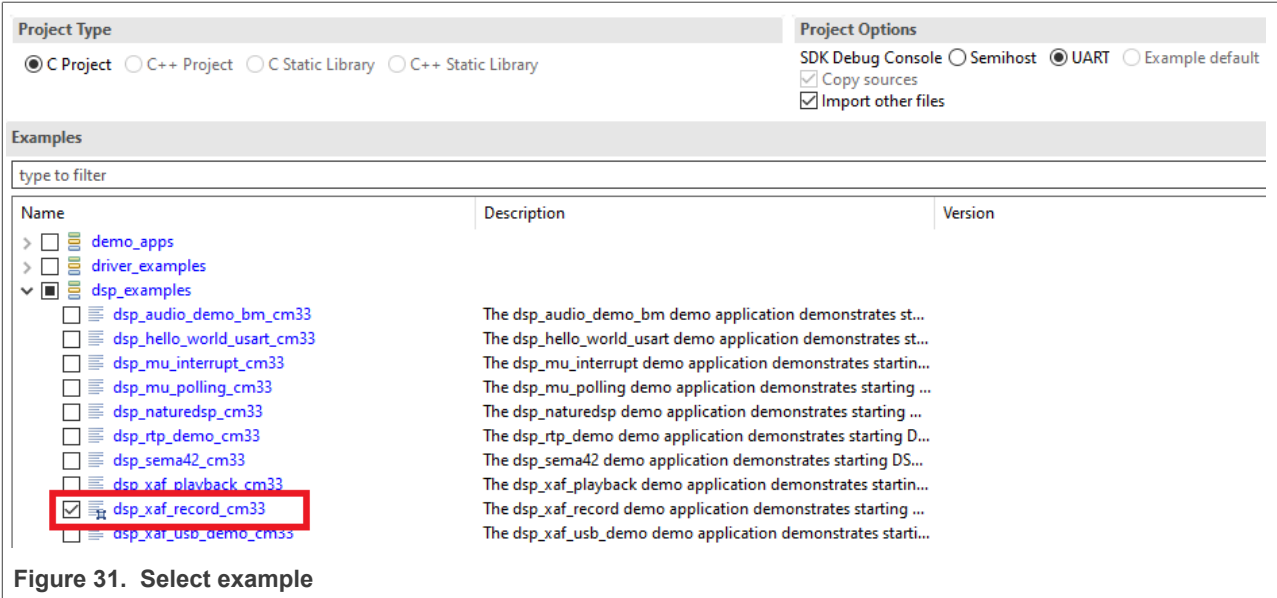 Project Type
Project Options
C Project C++ Project C Static Library C++ Static Library
SDK Debug Console Semihost UART Example default
Copy sources
Import other files
Examples
type to filter
Name Description Version
demo_apps
driver_examples
dsp_examples
dsp_audio_demo_bm_cm33 The dsp_audio_demo_bm demo application demonstrates st...
dsp_hello_world_usart_cm33 The dsp_hello_world_usart demo application demonstrates st...
dsp_mu_interrupt_cm33 The dsp_mu_interrupt demo application demonstrates startin...
dsp_mu_polling_cm33 The dsp_mu_polling demo application demonstrates starting ...
dsp_naturedsp_cm33 The dsp_naturedsp demo application demonstrates starting ...
dsp_rtp_demo_cm33 The dsp_rtp_demo demo application demonstrates starting D...
dsp_sema42_cm33 The dsp_sema42 demo application demonstrates starting DS...
dsp_xaf_playback_cm33 The dsp_xaf_playback demo application demonstrates startin...
dsp_xaf_record_cm33 The dsp_xaf_record demo application demonstrates starting ...
dsp_xaf_usb_demo_cm33 The dsp_xaf_usb_demo demo application demonstrates starti...
Figure 31. Select example